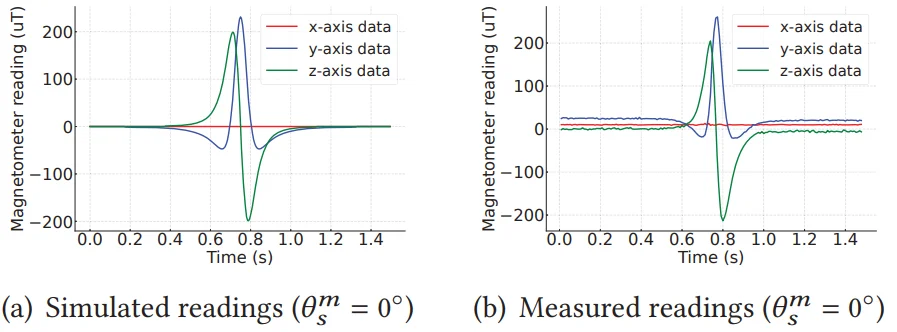 Magnetometer reading (uT)
200
100
0
−100
−200
x-axis data
y-axis data
z-axis data
0.0 0.2 0.4 0.6 0.8 1.0 1.2 1.4
Time (s)
(a) Simulated readings (θₛᵐ = 0°)
Magnetometer reading (uT)
200
100
0
−100
−200
x-axis data
y-axis data
z-axis data
0.0 0.2 0.4 0.6 0.8 1.0 1.2 1.4
Time (s)
(b) Measured readings (θₛᵐ = 0°)